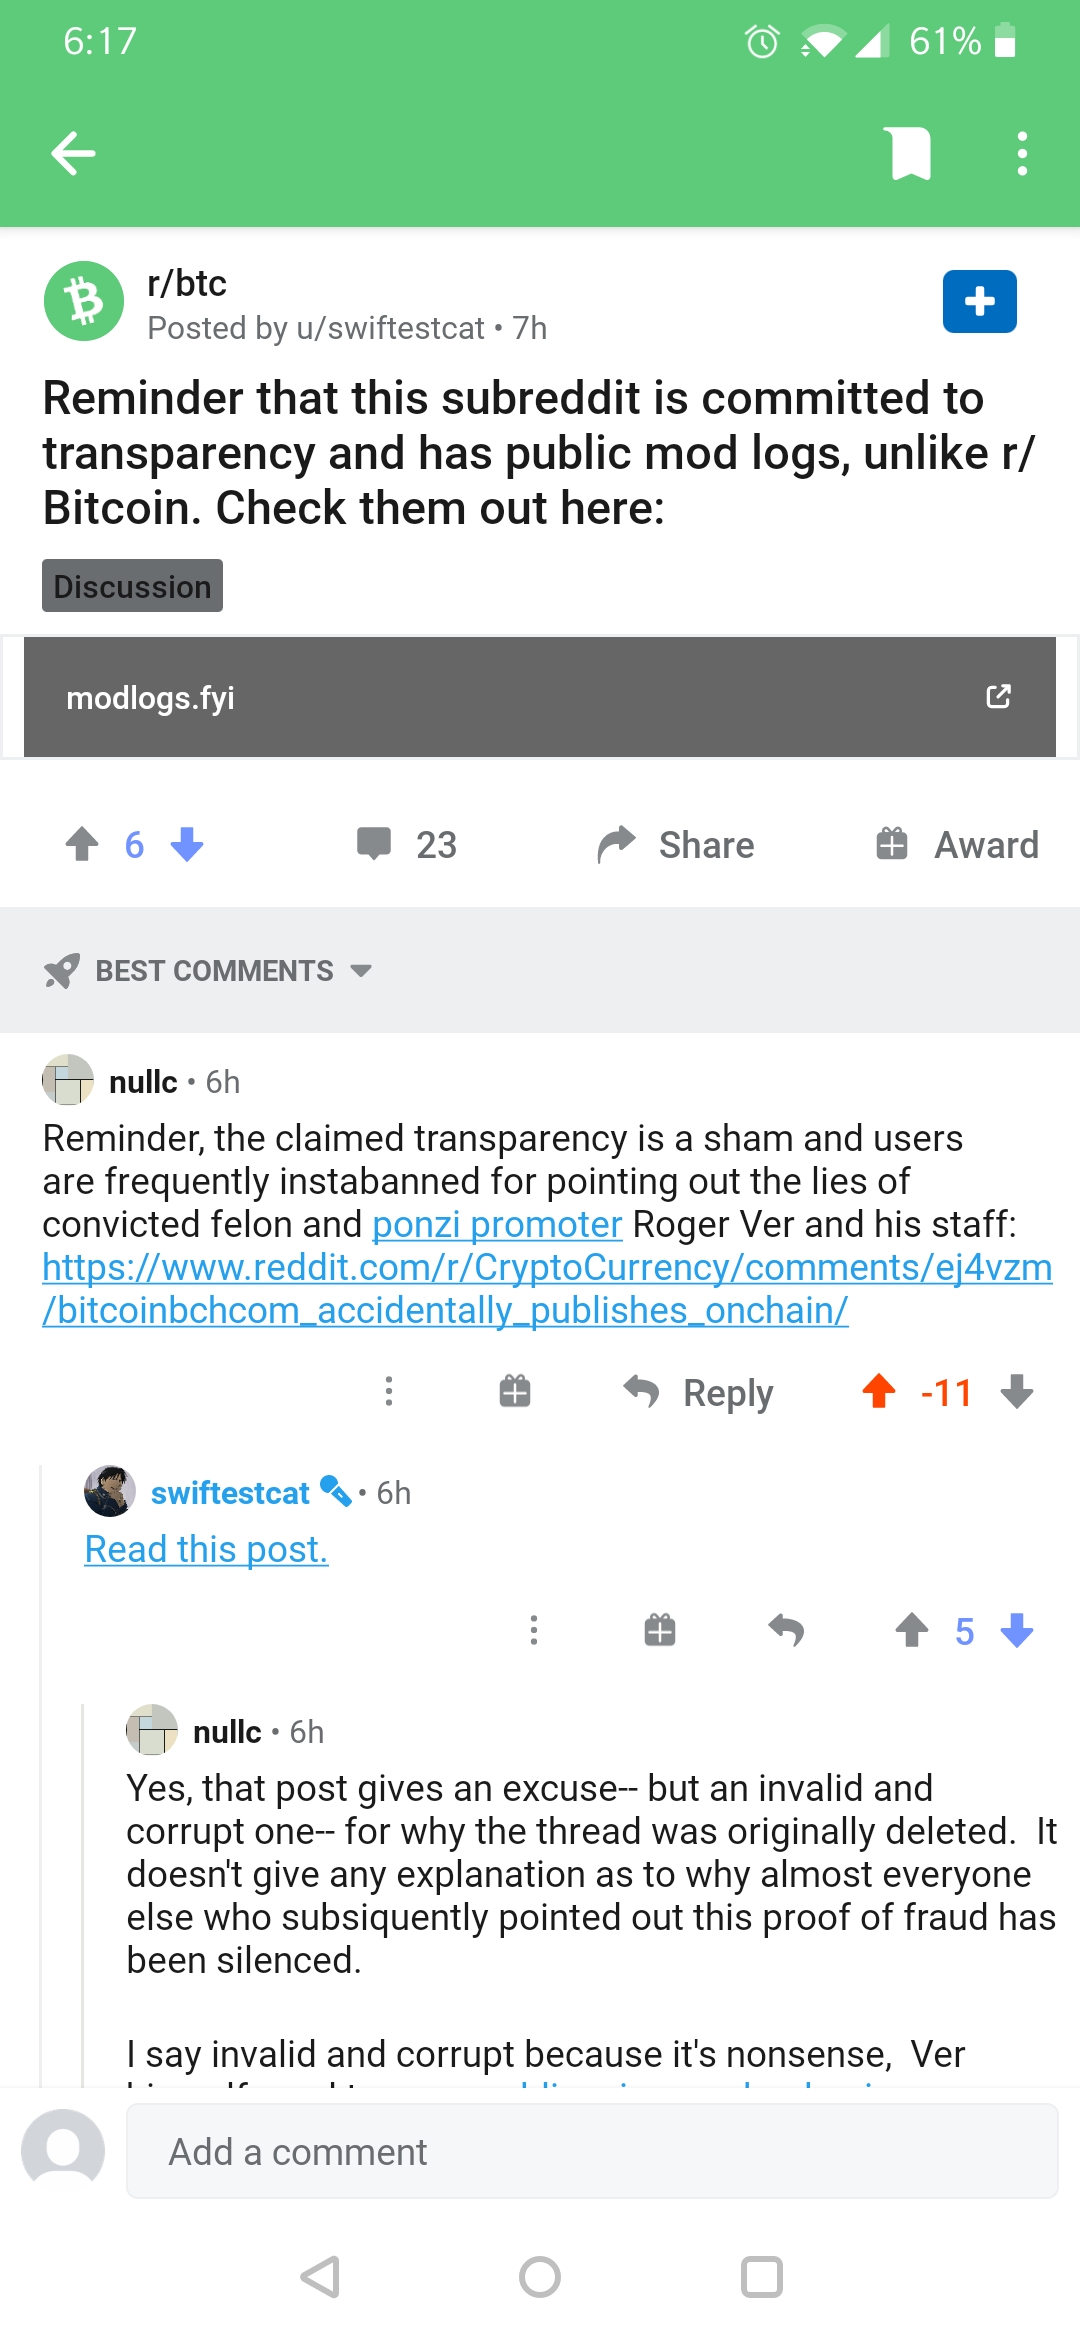 6:17
61%
r/btc
Posted by u/swiftestcat • 7h
Reminder that this subreddit is committed to
transparency and has public mod logs, unlike r/
Bitcoin. Check them out here:
Discussion
modlogs.fyi
6
23
Share
Award
BEST COMMENTS
nullc • 6h
Reminder, the claimed transparency is a sham and users
are frequently instabanned for pointing out the lies of
convicted felon and ponzi promoter Roger Ver and his staff:
https://www.reddit.com/r/CryptoCurrency/comments/ej4vzm
/bitcoinbchcom_accidentally_publishes_onchain/
Reply
-11
swiftestcat • 6h
Read this post.
5
nullc • 6h
Yes, that post gives an excuse-- but an invalid and
corrupt one-- for why the thread was originally deleted.  It
doesn't give any explanation as to why almost everyone
else who subsiquently pointed out this proof of fraud has
been silenced.
I say invalid and corrupt because it's nonsense,  Ver
Add a comment